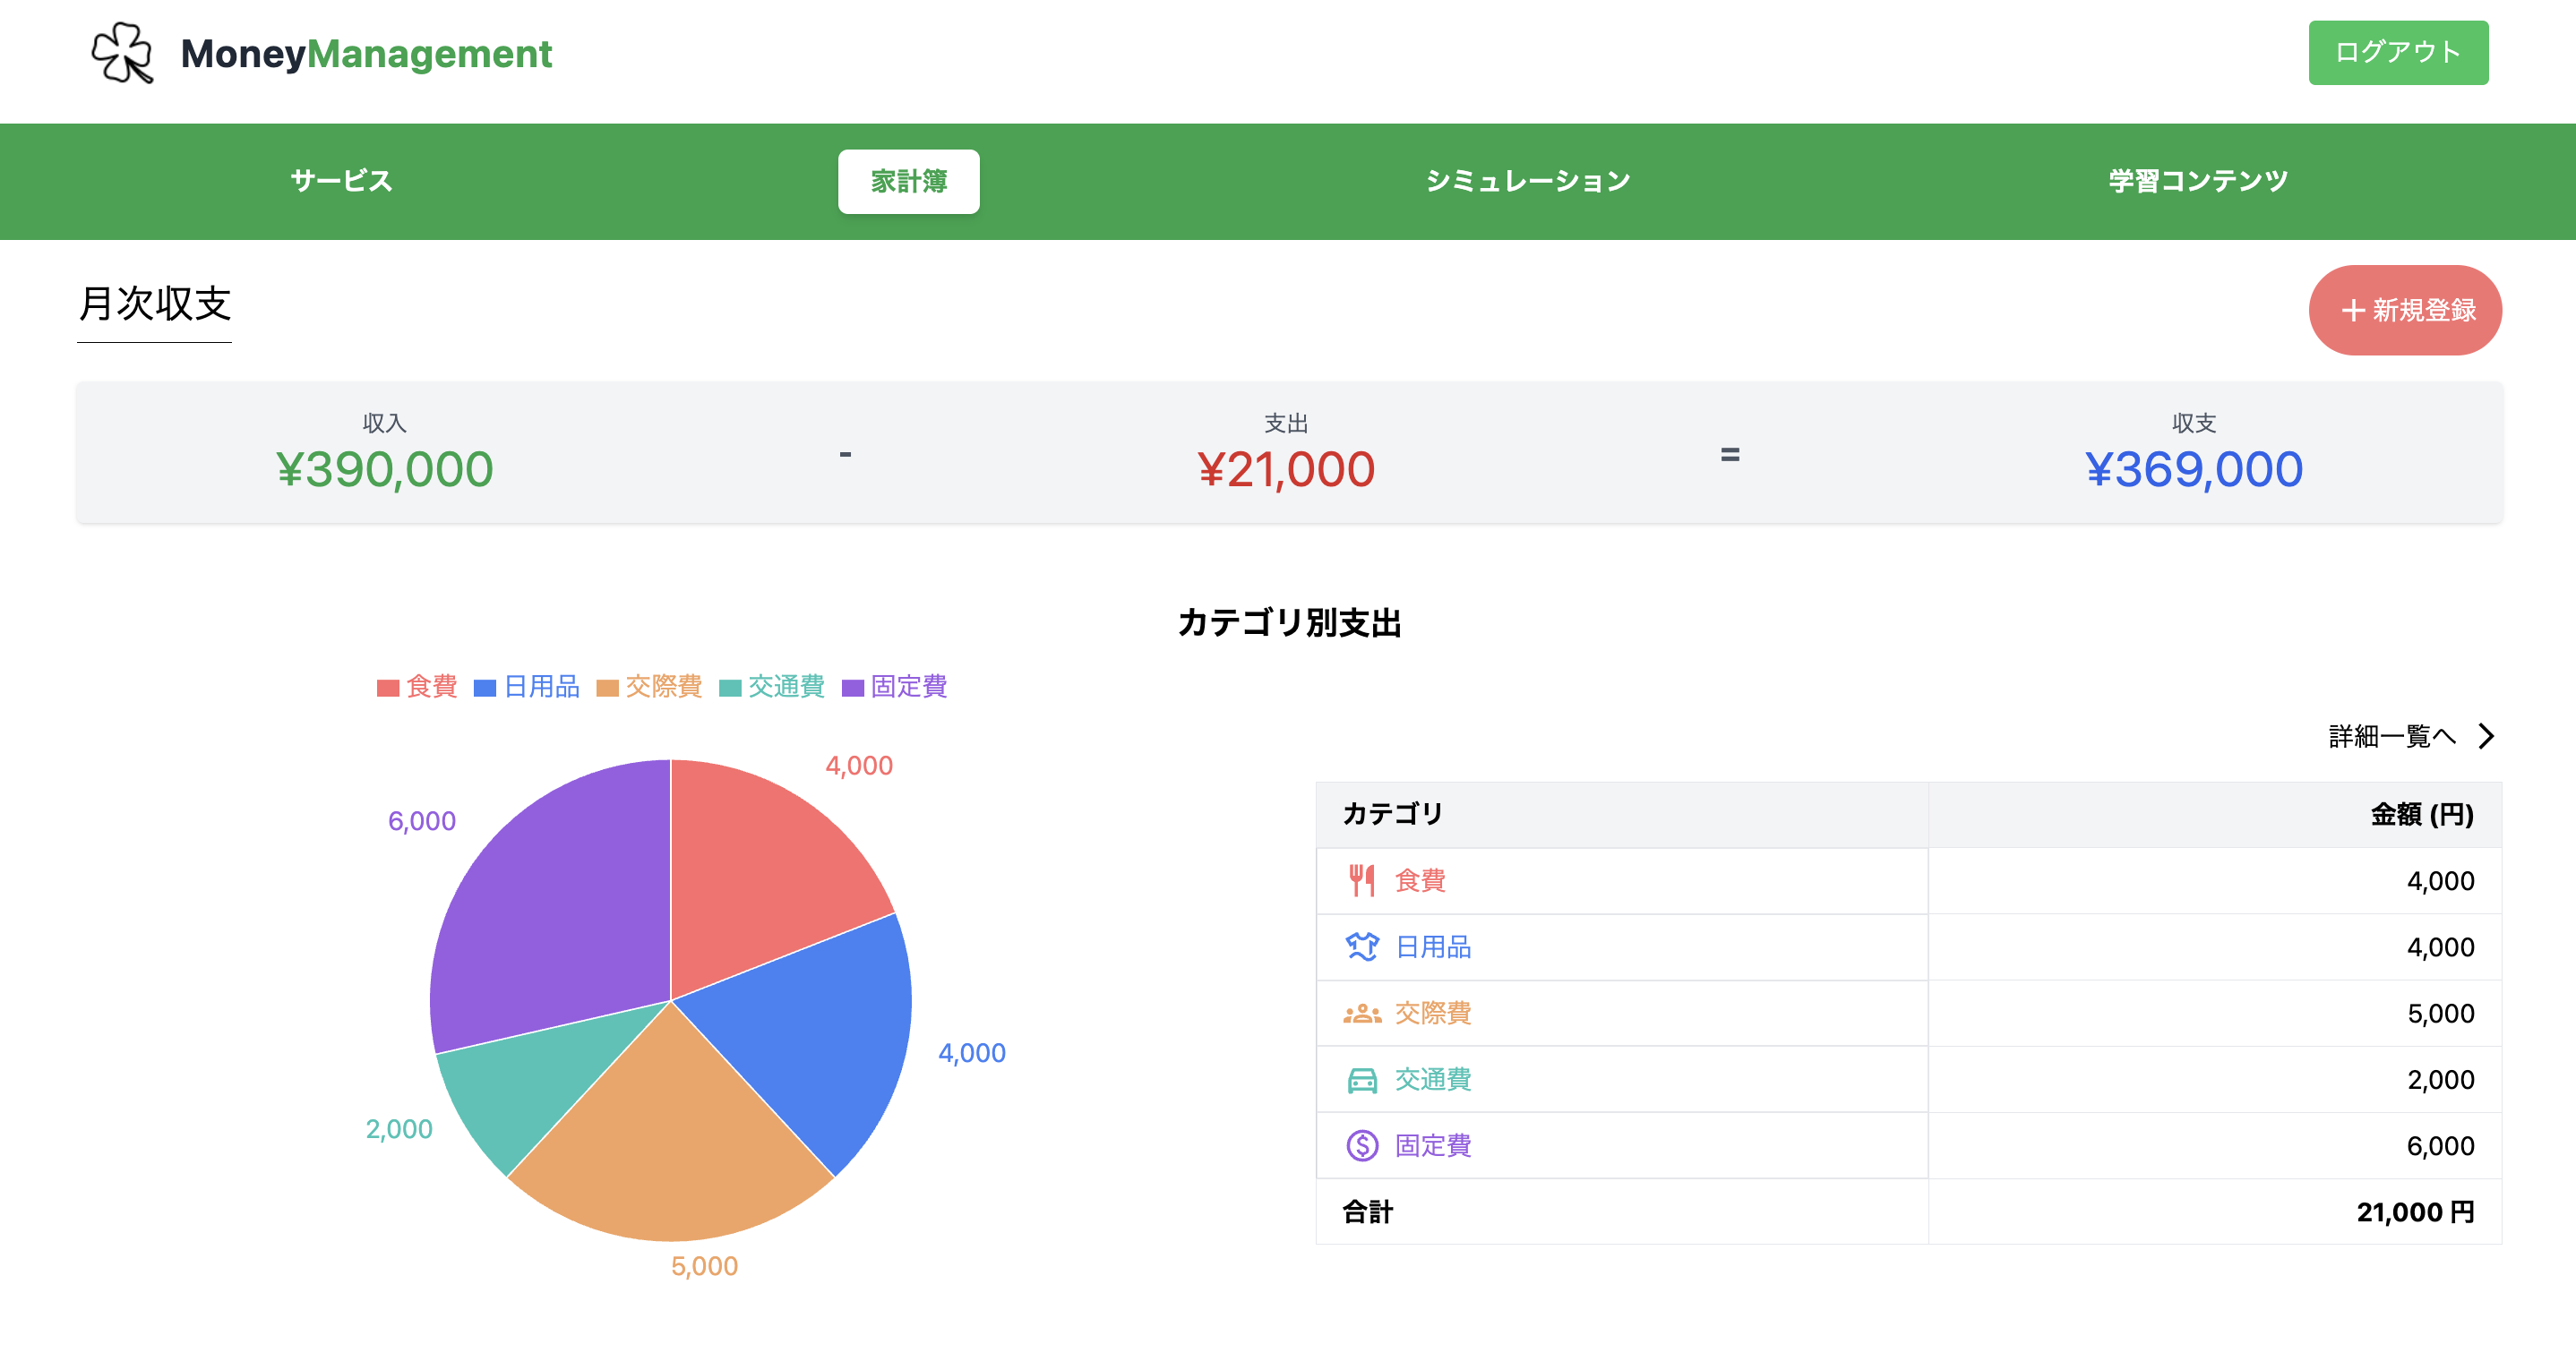 MoneyManagement
ログアウト
サービス 家計簿 シミュレーション 学習コンテンツ
月次収支
+ 新規登録
収入 支出 収支
¥390,000 - ¥21,000 = ¥369,000
カテゴリ別支出
食費 日用品 交際費 交通費 固定費
4,000
6,000
4,000
2,000
5,000
詳細一覧へ
カテゴリ 金額 (円)
食費 4,000
日用品 4,000
交際費 5,000
交通費 2,000
固定費 6,000
合計 21,000 円